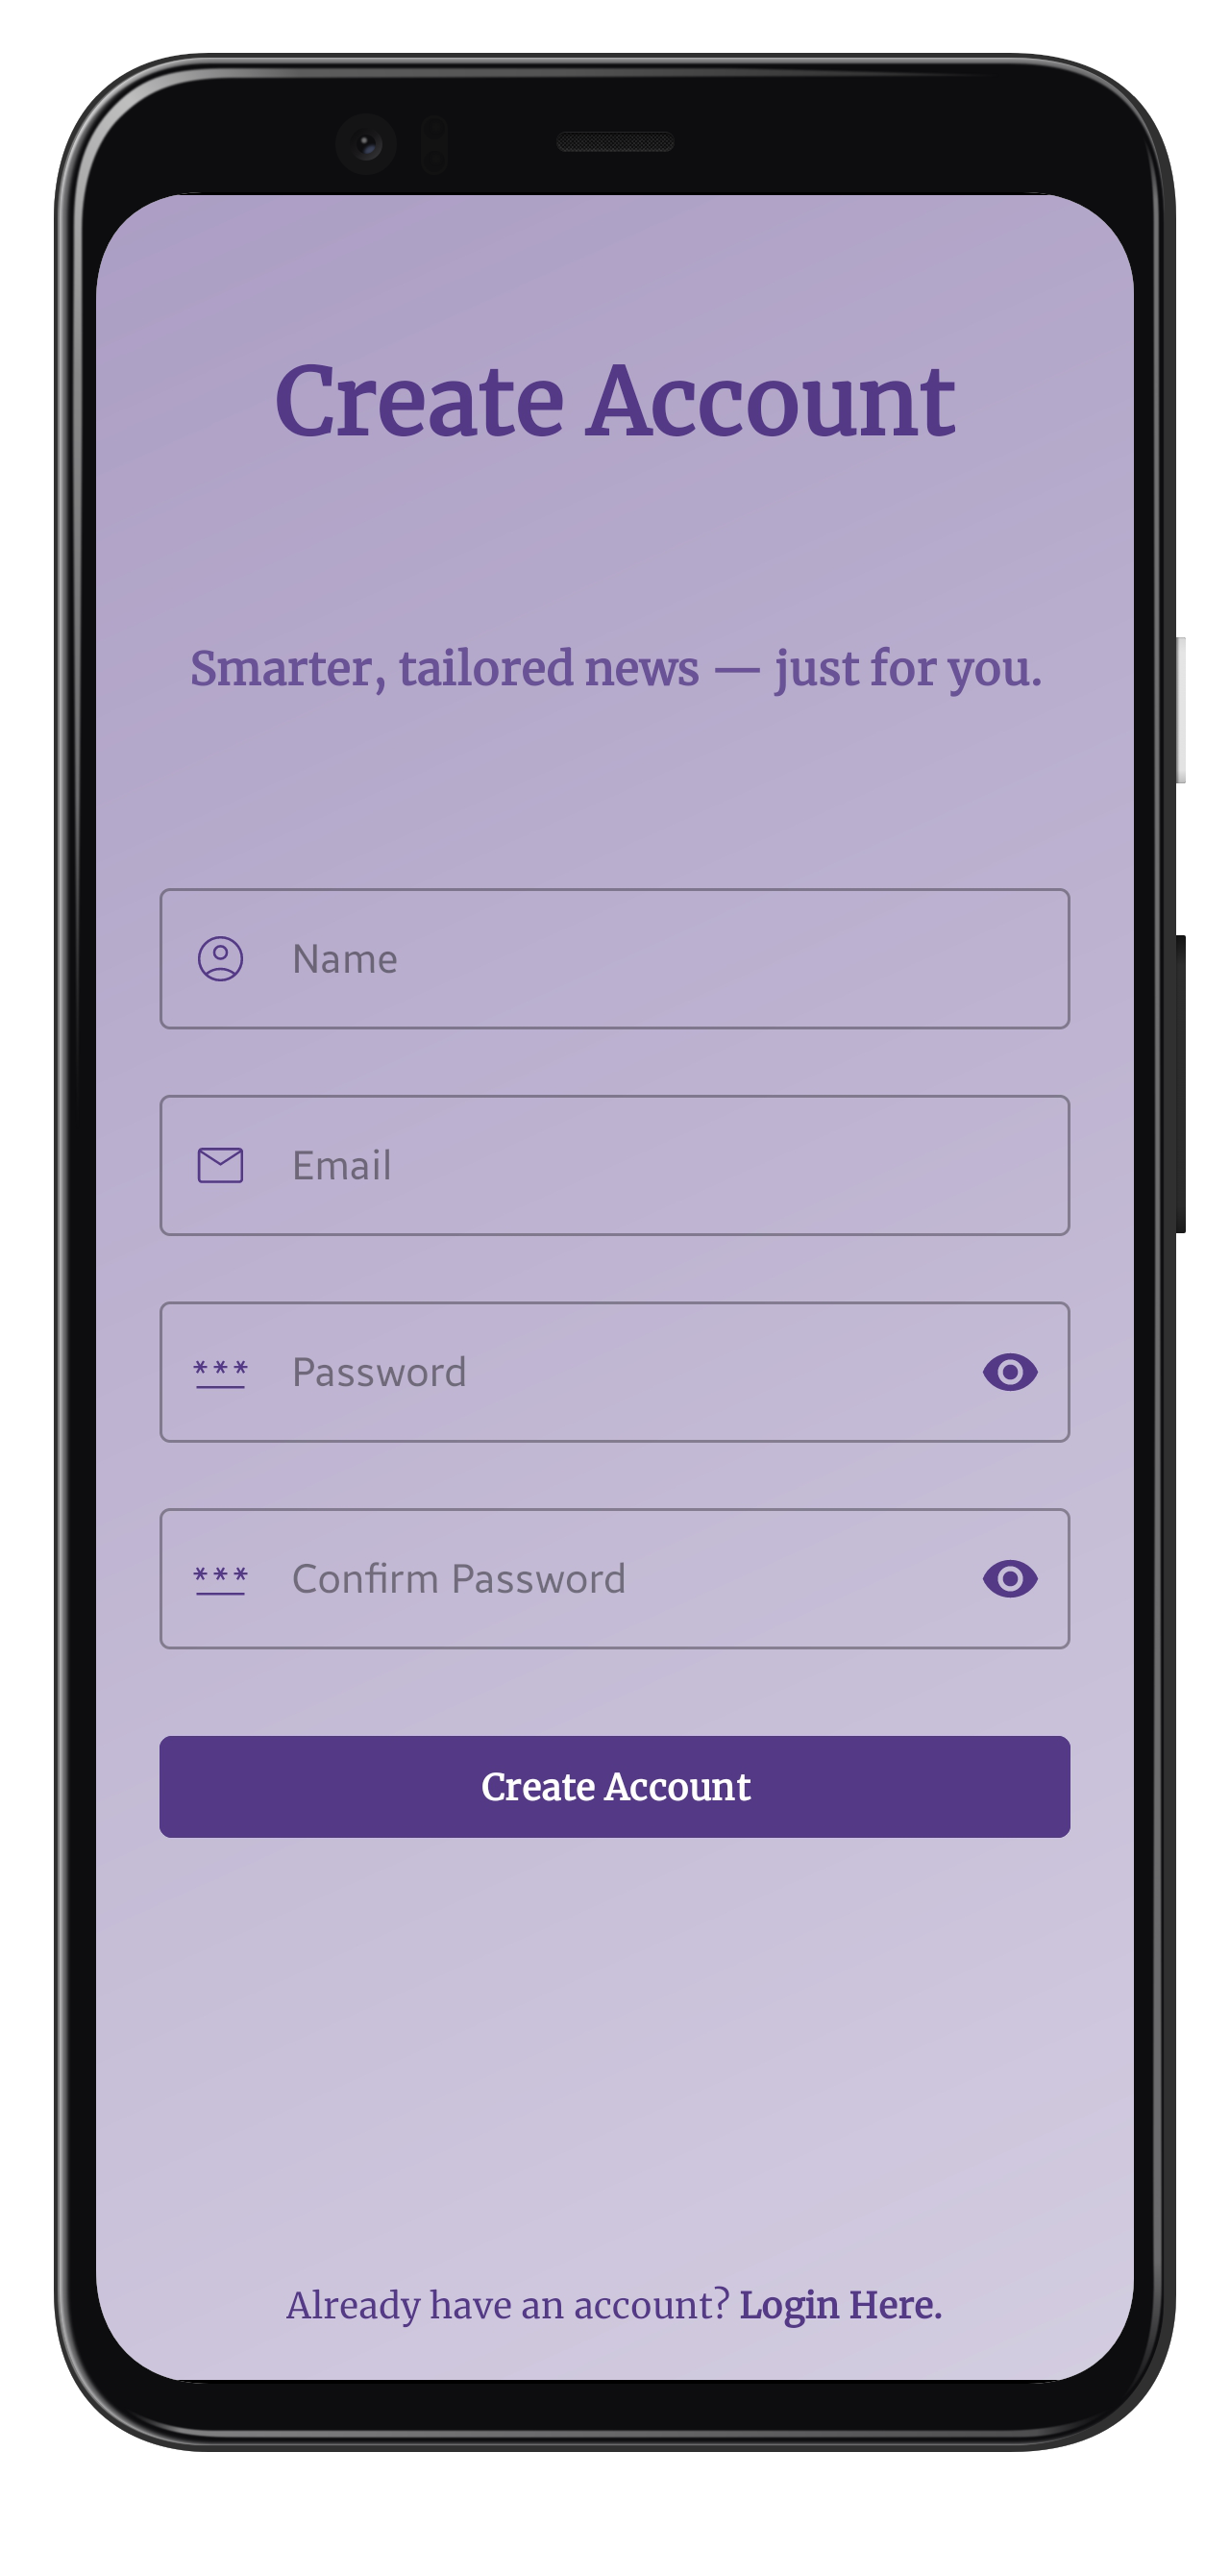 Create Account
Smarter, tailored news — just for you.
Name
Email
*** Password
*** Confirm Password
Create Account
Already have an account? Login Here.